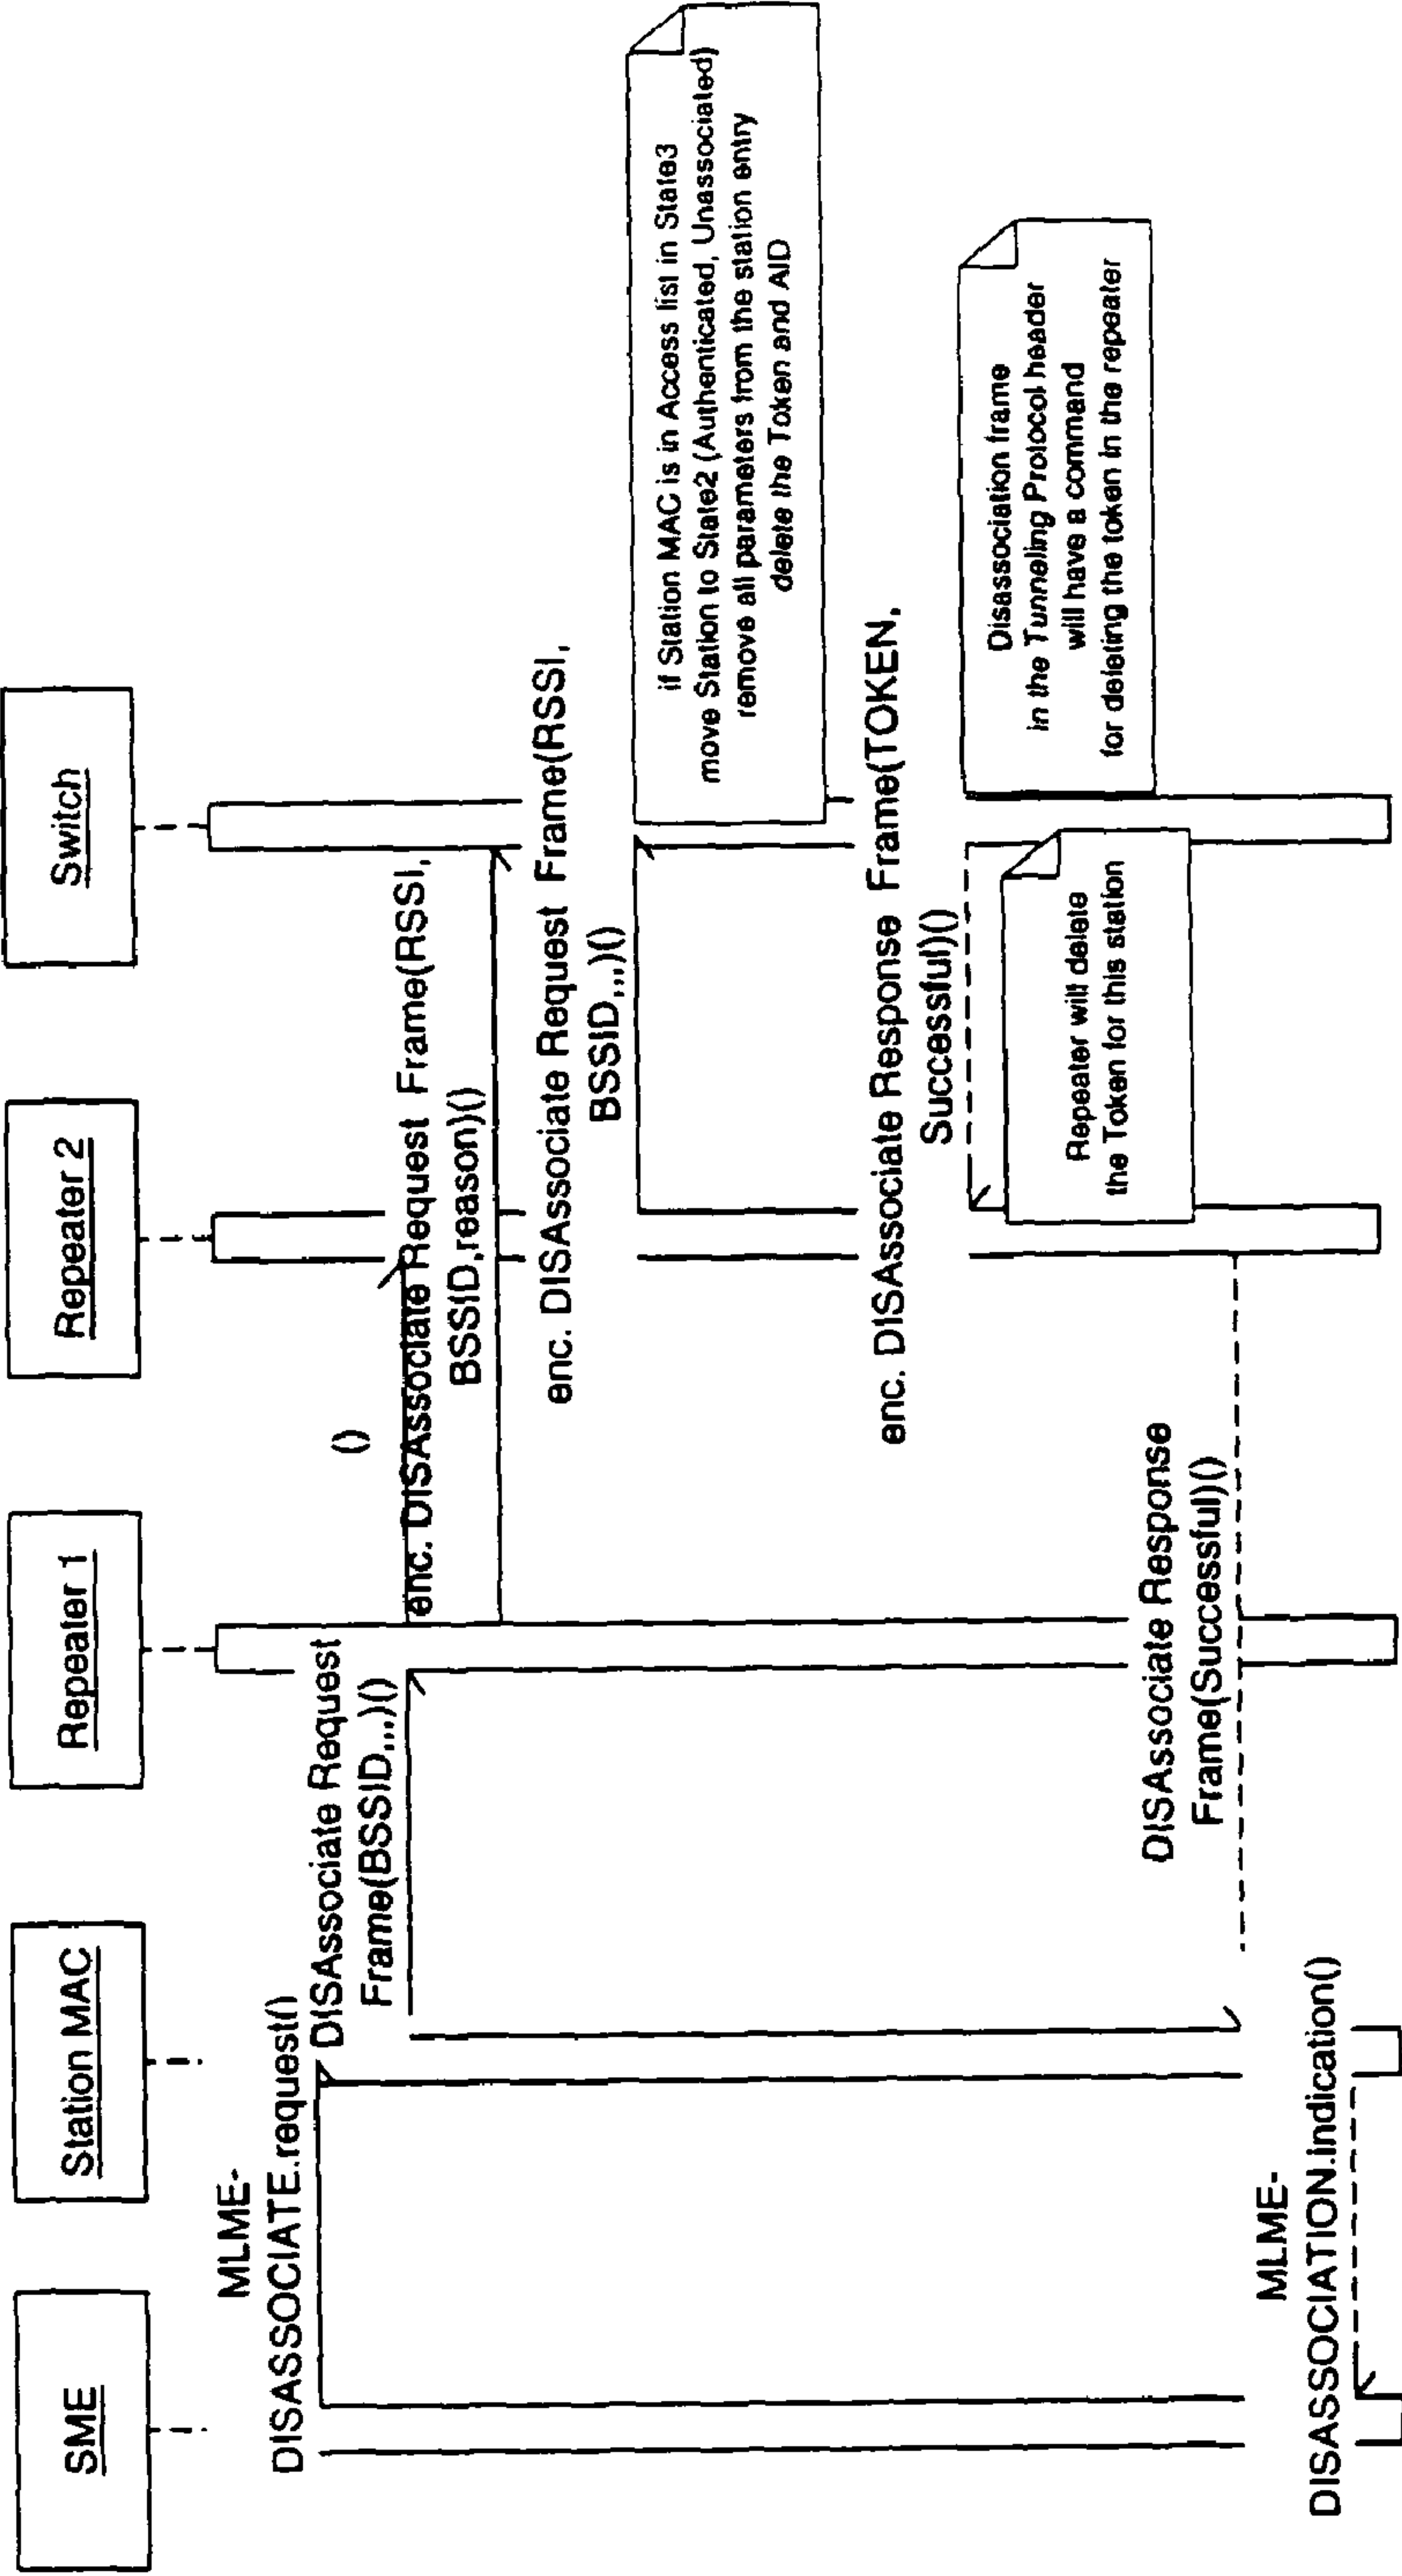 SME
Station MAC
Repeater 1
Repeater 2
Switch
MLME-
DISASSOCIATE.request()
DISAssociate Request
Frame(BSSID,,,)()
()
enc. DISAssociate Request Frame(RSSI,
BSSID,reason)()
enc. DISAssociate Request Frame(RSSI,
BSSID,,,)()
if Station MAC is in Access list in State3
move Station to State2 (Authenticated, Unassociated)
remove all parameters from the station entry
delete the Token and AID
enc. DISAssociate Response Frame(TOKEN,
Successful)()
Disassociation frame
in the Tunneling Protocol header
will have a command
for deleting the token in the repeater
Repeater will delete
the Token for this station
DISAssociate Response
Frame(Successful)()
MLME-
DISASSOCIATION.indication()